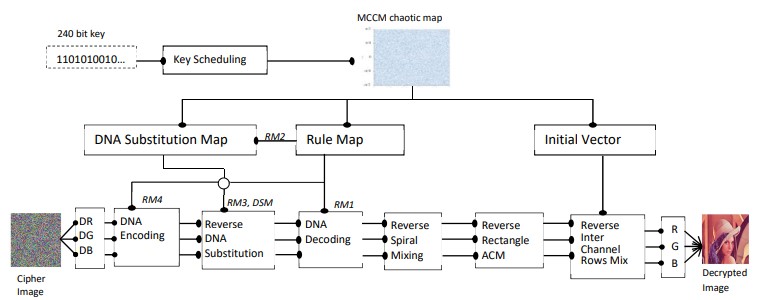 MCCM chaotic map
240 bit key
1101010010...
Key Scheduling
DNA Substitution Map
RM2
Rule Map
Initial Vector
RM4
RM3, DSM
RM1
DR
DG
DB
DNA
Encoding
Reverse
DNA
Substitution
DNA
Decoding
Reverse
Spiral
Mixing
Reverse
Rectangle
ACM
Reverse
Inter
Channel
Rows Mix
R
G
B
Cipher
Image
Decrypted
Image